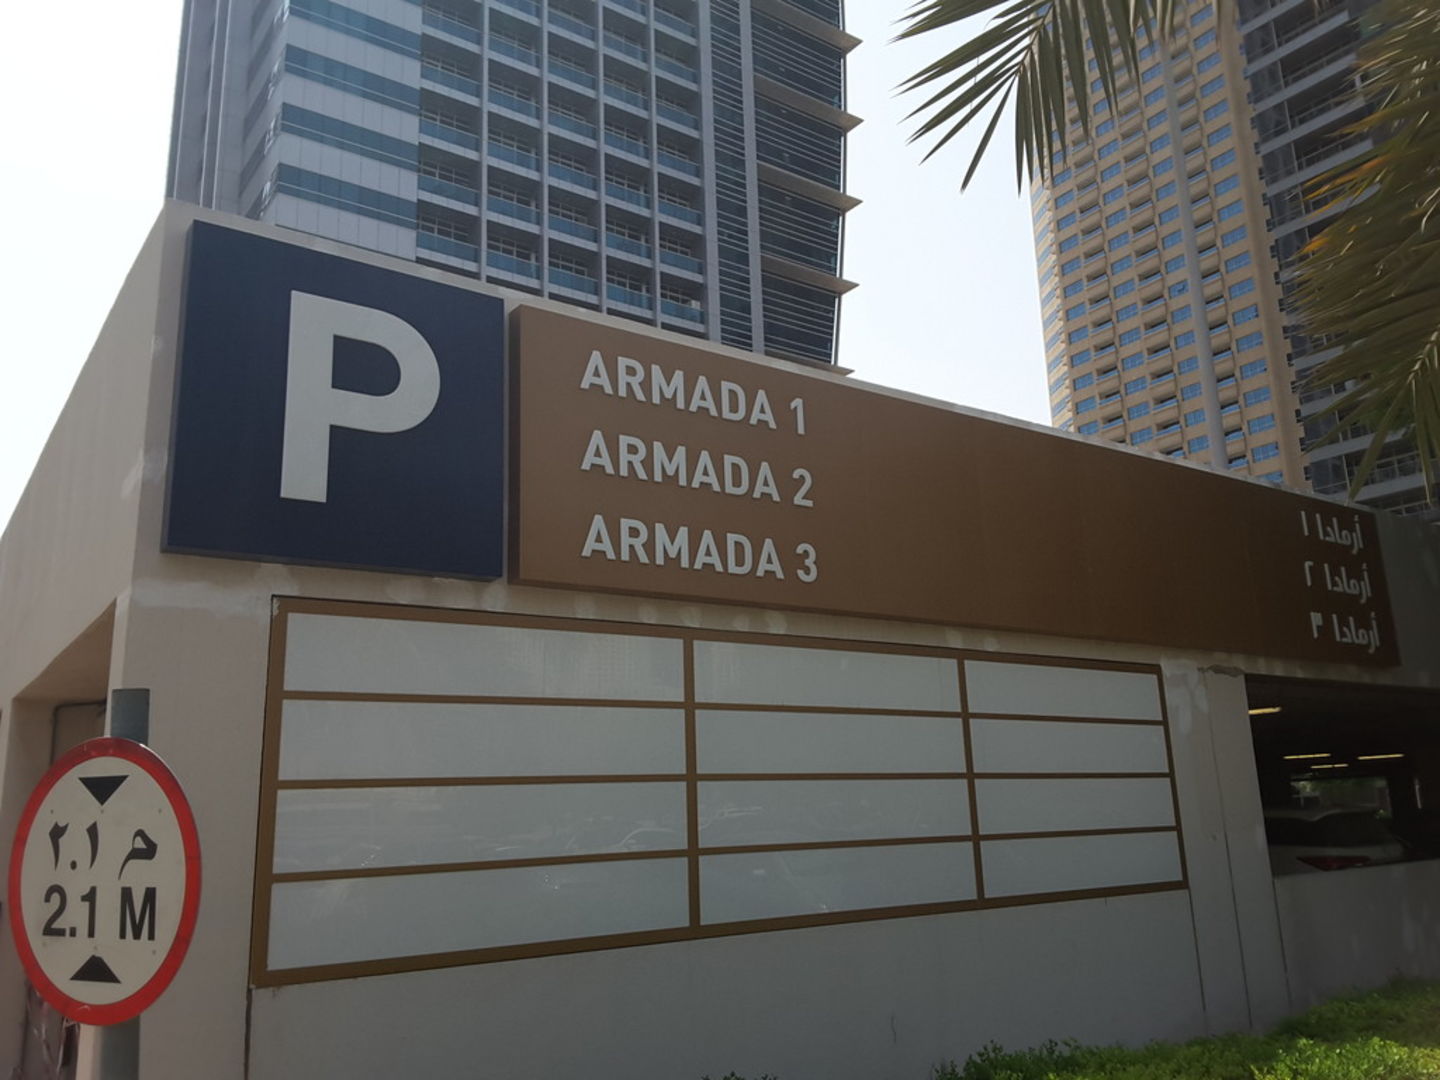 P
ARMADA 1
ARMADA 2
ARMADA 3
أرمادا ١
أرمادا ٢
أرمادا ٣
٢.١ م
2.1 M